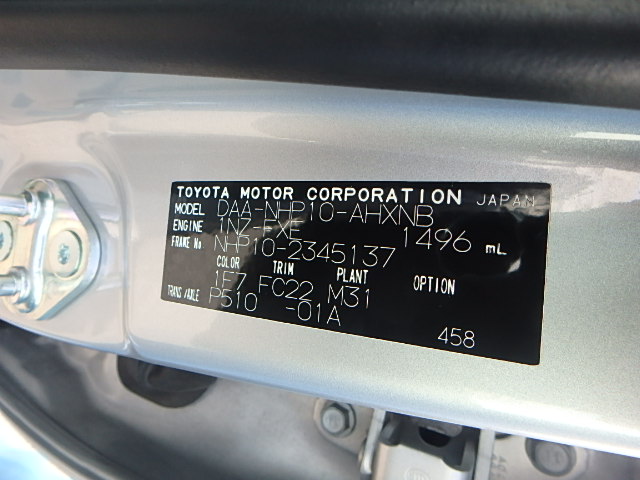 TOYOTA MOTOR CORPORATION JAPAN
MODEL DAA-NHP10-AHXNB
ENGINE 1NZ-FXE 1496 mL
FRAME No NHP10-2345137
COLOR TRIM PLANT OPTION
1F7 FC22 M31
TRANS/AXLE P510 -01A
458